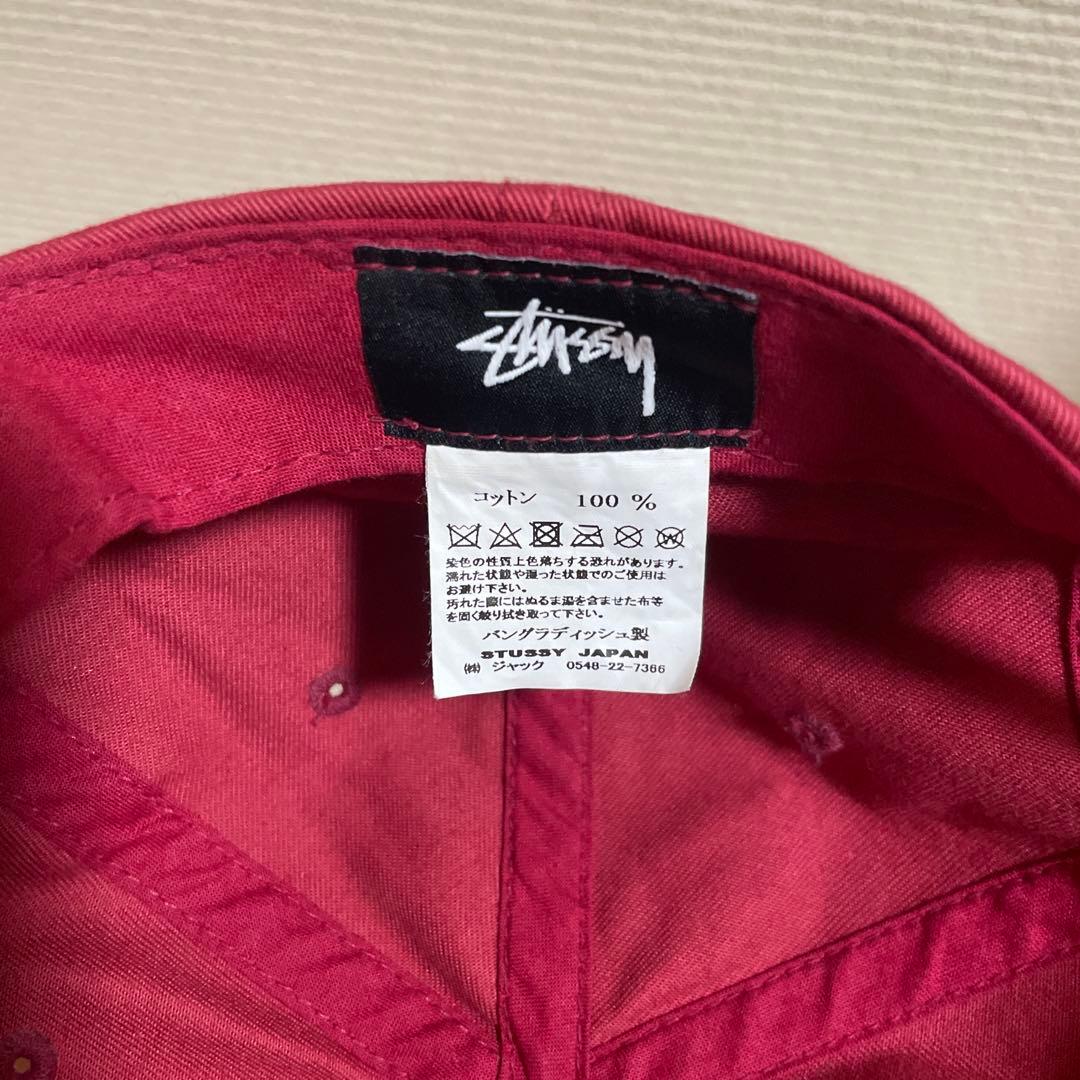 Stüssy
コットン 100 %
染色の性質上色落ちする恐れがあります。
濡れた状態や湿った状態でのご使用は
お避け下さい。
汚れた際にはぬるま湯を含ませた布等
を固く絞り拭き取って下さい。
バングラディッシュ製
STUSSY JAPAN
㈱ ジャック 0548-22-7366